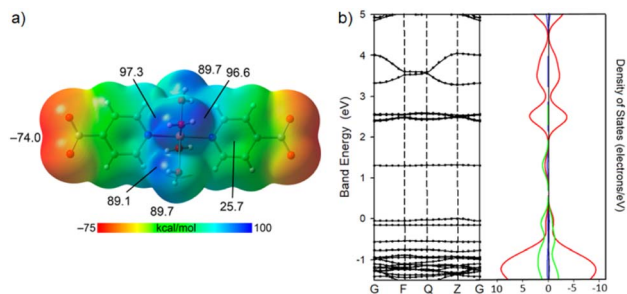 a)
97.3
89.7
96.6
−74.0
89.1
89.7
25.7
−75
kcal/mol
100
b)
Band Energy (eV)
5
4
3
2
1
0
-1
G
F
Q
Z
G
10
5
0
-5
-10
Density of States (electrons/eV)